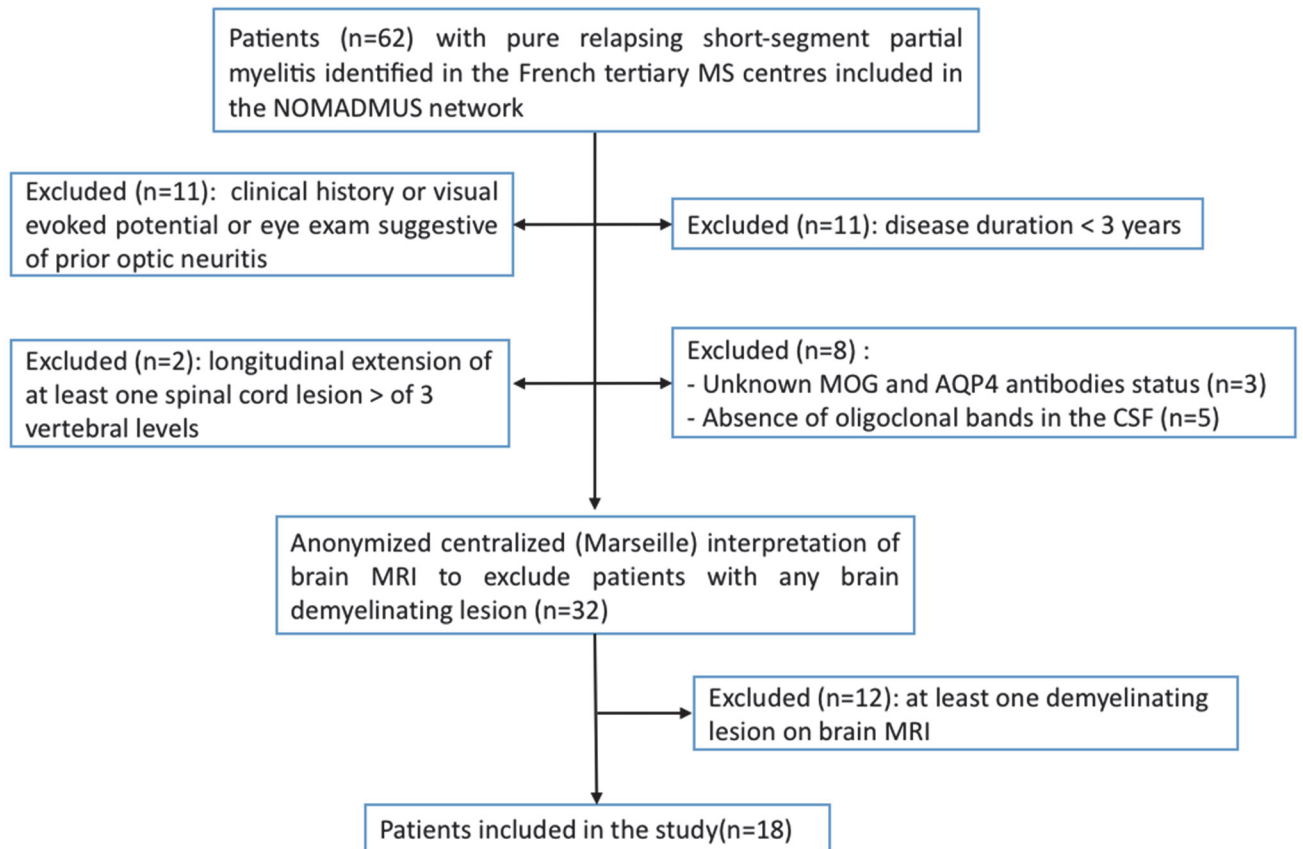 Patients (n=62) with pure relapsing short-segment partial
myelitis identified in the French tertiary MS centres included in
the NOMADMUS network
Excluded (n=11): clinical history or visual
evoked potential or eye exam suggestive
of prior optic neuritis
Excluded (n=11): disease duration < 3 years
Excluded (n=2): longitudinal extension of
at least one spinal cord lesion > of 3
vertebral levels
Excluded (n=8) :
- Unknown MOG and AQP4 antibodies status (n=3)
- Absence of oligoclonal bands in the CSF (n=5)
Anonymized centralized (Marseille) interpretation of
brain MRI to exclude patients with any brain
demyelinating lesion (n=32)
Excluded (n=12): at least one demyelinating
lesion on brain MRI
Patients included in the study(n=18)